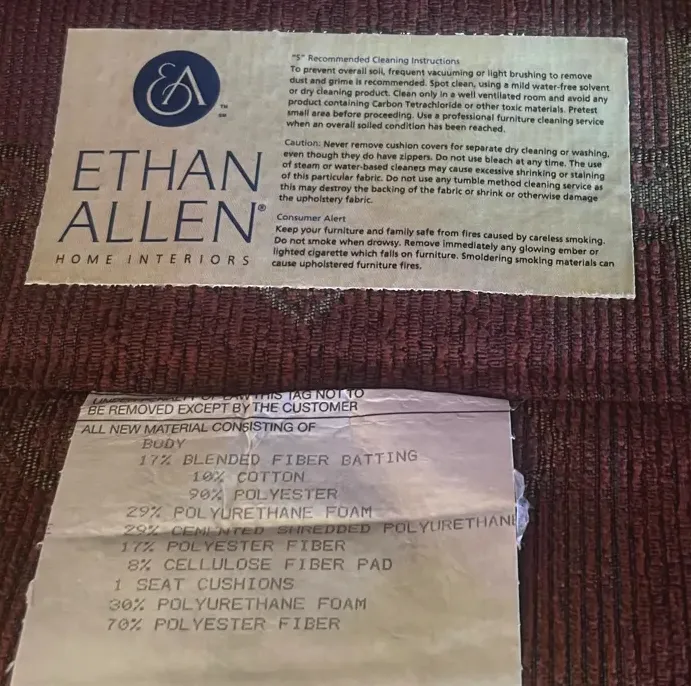 EA
TM
SM
ETHAN
ALLEN®
HOME INTERIORS
"S" Recommended Cleaning Instructions
To prevent overall soil, frequent vacuuming or light brushing to remove
dust and grime is recommended. Spot clean, using a mild water-free solvent
or dry cleaning product. Clean only in a well ventilated room and avoid any
product containing Carbon Tetrachloride or other toxic materials. Pretest
small area before proceeding. Use a professional furniture cleaning service
when an overall soiled condition has been reached.
Caution: Never remove cushion covers for separate dry cleaning or washing,
even though they do have zippers. Do not use bleach at any time. The use
of steam or water-based cleaners may cause excessive shrinking or staining
of this particular fabric. Do not use any tumble method cleaning service as
this may destroy the backing of the fabric or shrink or otherwise damage
the upholstery fabric.
Consumer Alert
Keep your furniture and family safe from fires caused by careless smoking.
Do not smoke when drowsy. Remove immediately any glowing ember or
lighted cigarette which falls on furniture. Smoldering smoking materials can
cause upholstered furniture fires.
UNDER PENALTY OF LAW THIS TAG NOT TO
BE REMOVED EXCEPT BY THE CUSTOMER
ALL NEW MATERIAL CONSISTING OF
BODY
17% BLENDED FIBER BATTING
10% COTTON
90% POLYESTER
29% POLYURETHANE FOAM
29% CEMENTED SHREDDED POLYURETHANE
17% POLYESTER FIBER
8% CELLULOSE FIBER PAD
1 SEAT CUSHIONS
30% POLYURETHANE FOAM
70% POLYESTER FIBER